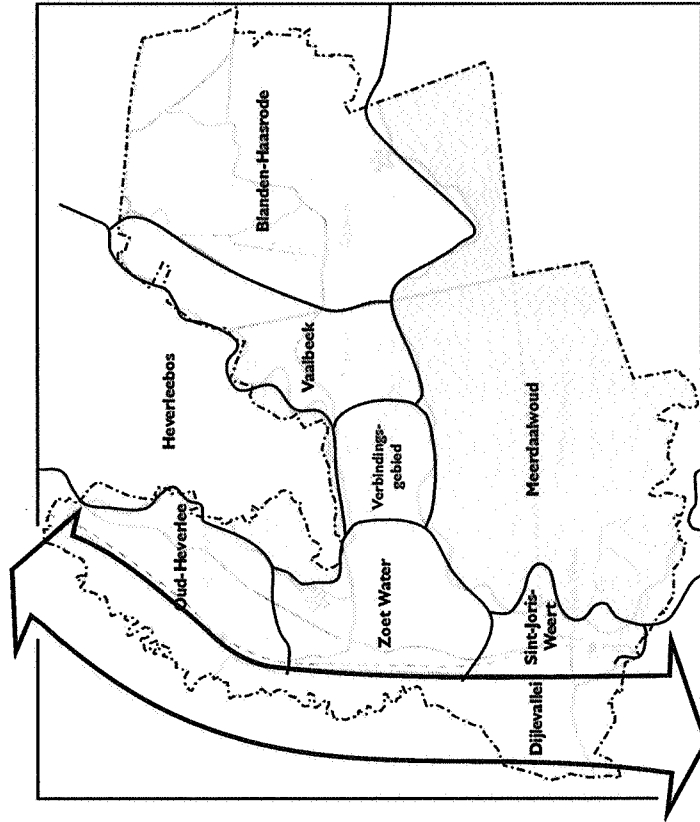 Blanden-Haasrode
Heverleebos
Vaalbeek
Oud-Heverlee
Verbindings-
gebied
Meerdaalwoud
Zoet Water
Sint-Joris-
Weert
Dijlevallei